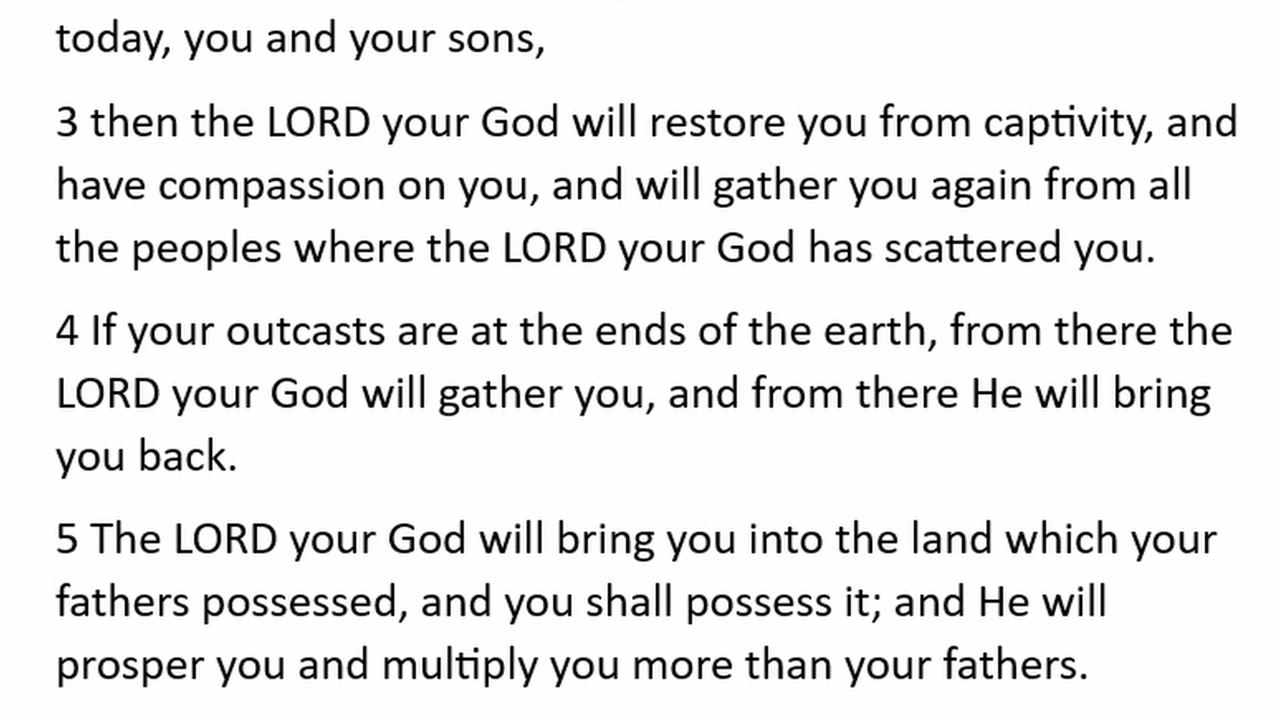 today, you and your sons,
3 then the LORD your God will restore you from captivity, and
have compassion on you, and will gather you again from all
the peoples where the LORD your God has scattered you.
4 If your outcasts are at the ends of the earth, from there the
LORD your God will gather you, and from there He will bring
you back.
5 The LORD your God will bring you into the land which your
fathers possessed, and you shall possess it; and He will
prosper you and multiply you more than your fathers.